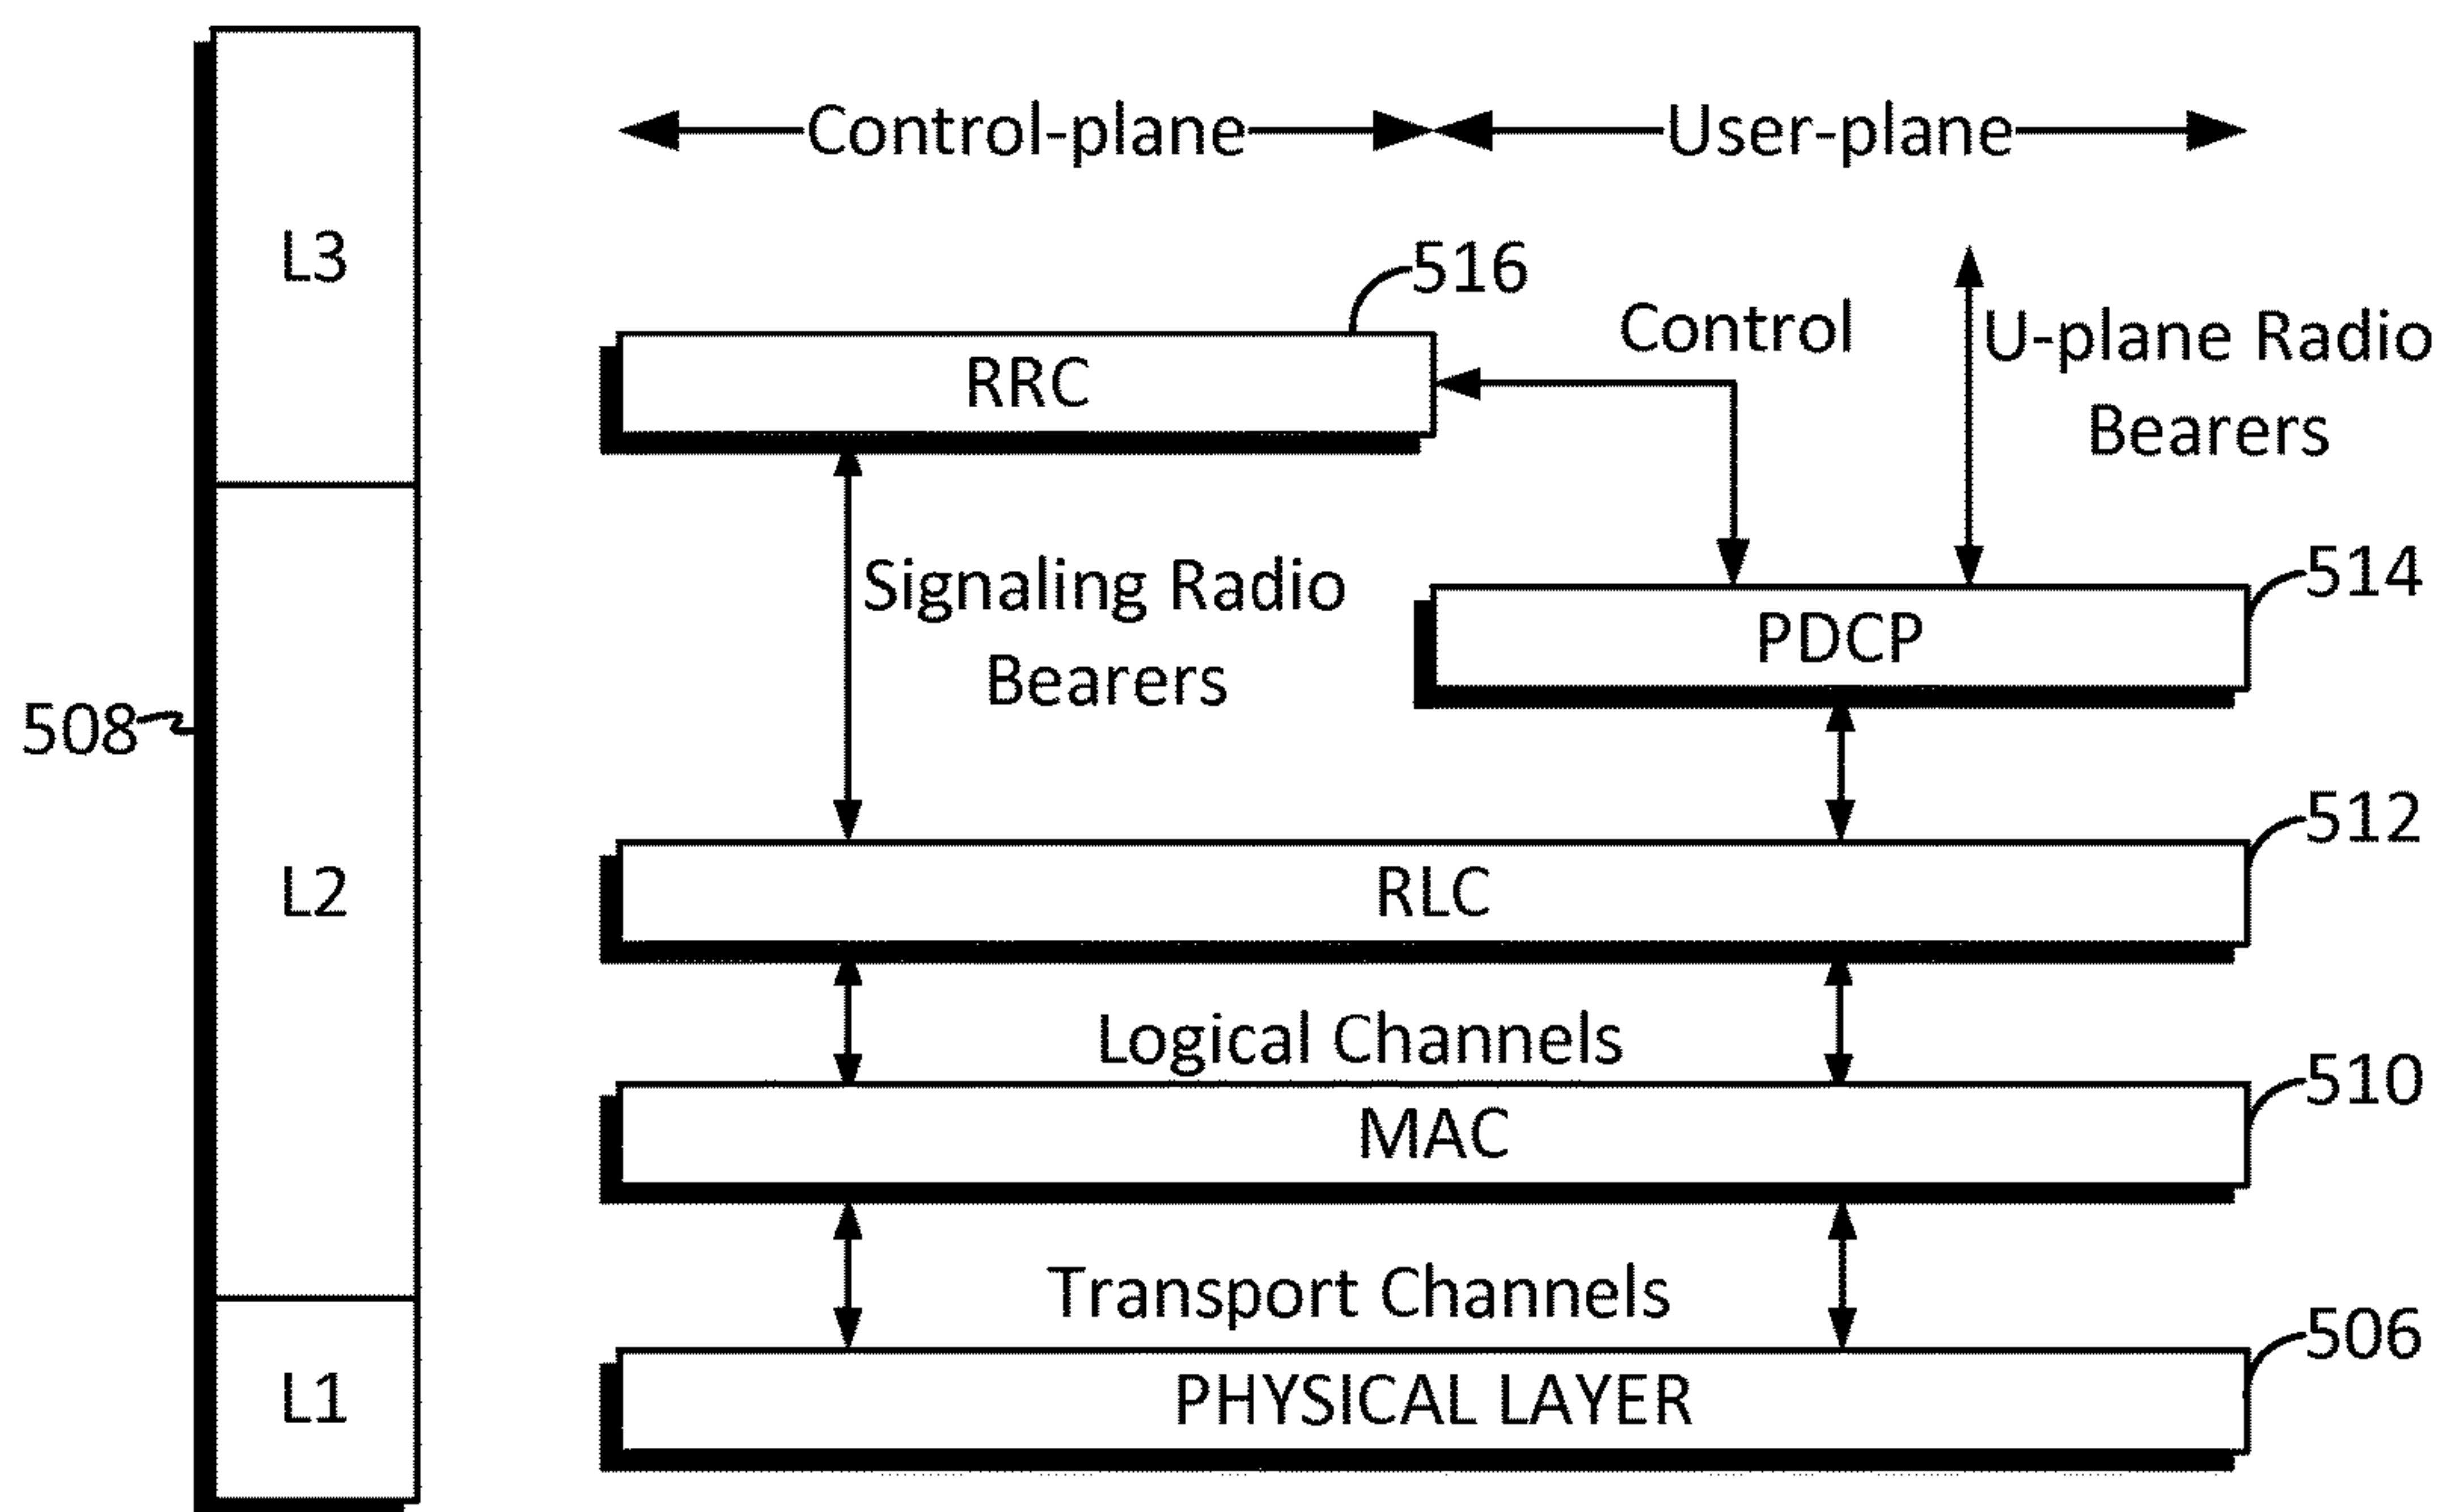 Control-plane
User-plane
L3
516
Control
U-plane Radio
Bearers
RRC
Signaling Radio
Bearers
514
PDCP
508
512
L2
RLC
Logical Channels
510
MAC
Transport Channels
506
L1
PHYSICAL LAYER